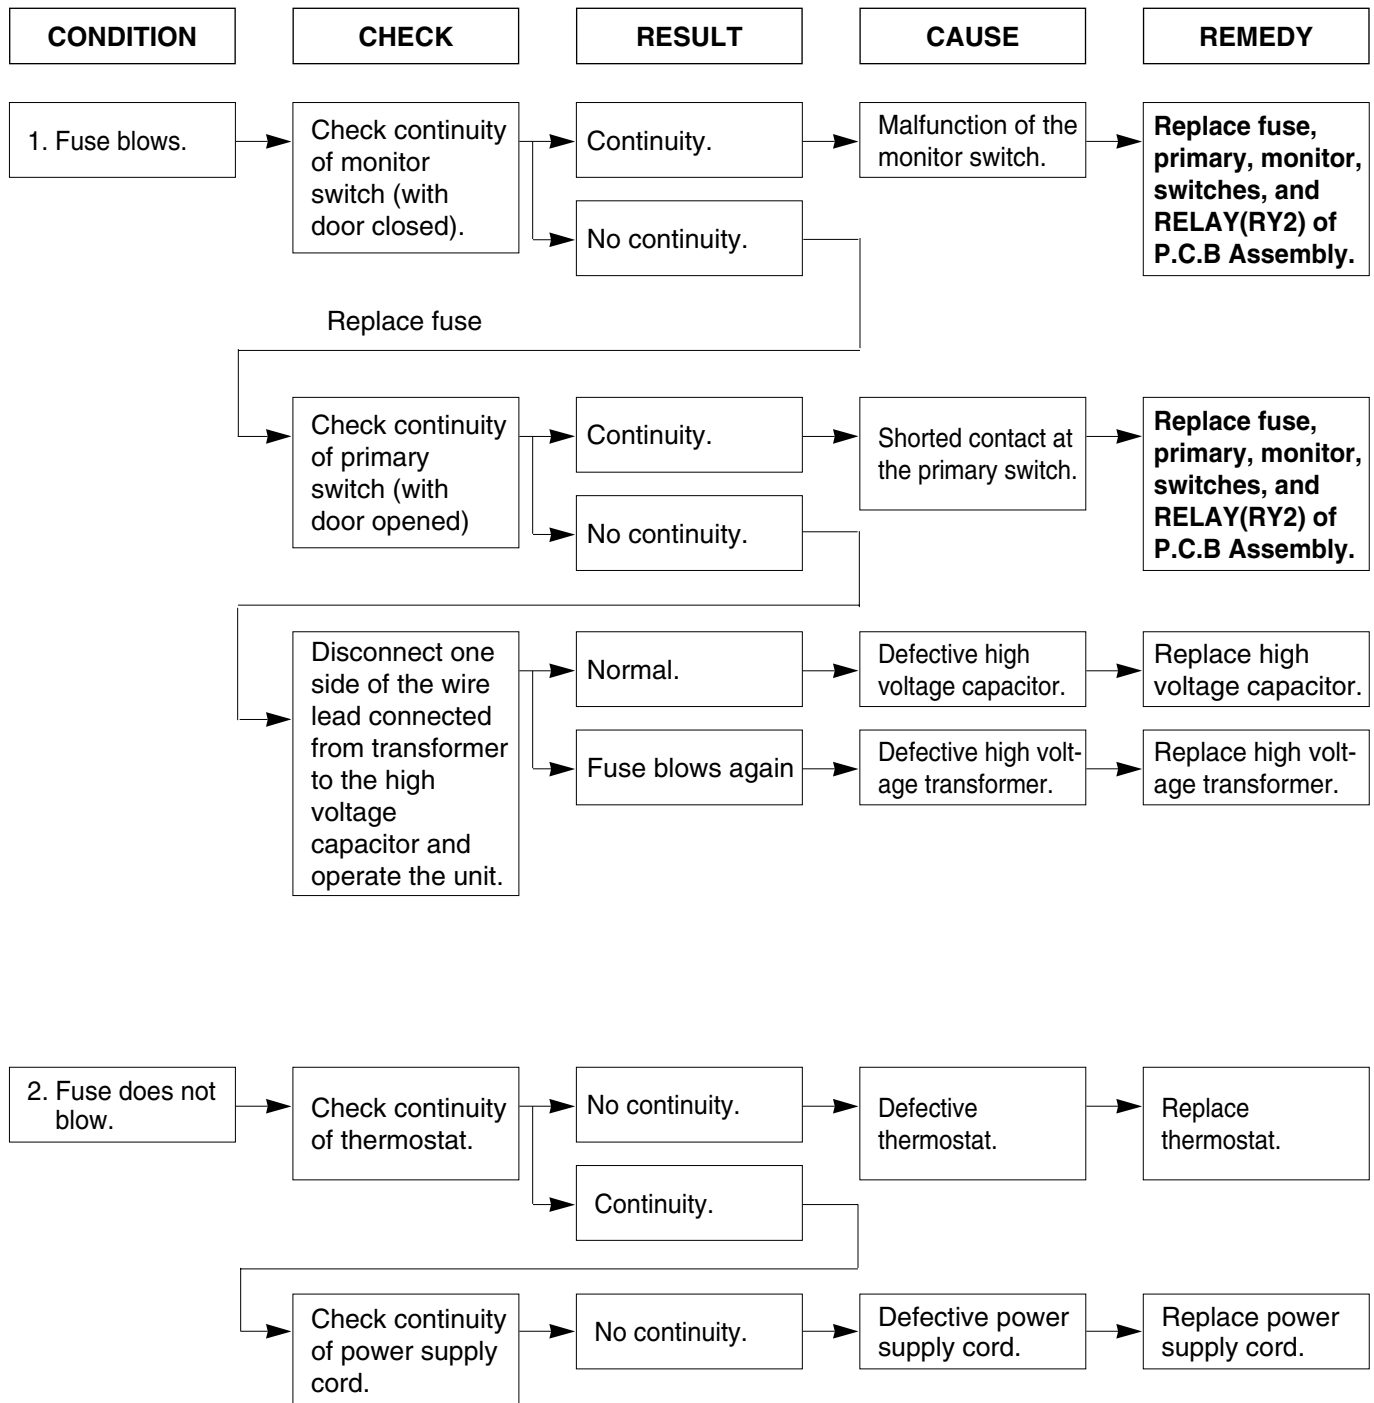 CONDITION
CHECK
RESULT
CAUSE
REMEDY
1. Fuse blows.
Check continuity
of monitor
switch (with
door closed).
Continuity.
Malfunction of the
monitor switch.
Replace fuse,
primary, monitor,
switches, and
RELAY(RY2) of
P.C.B Assembly.
No continuity.
Replace fuse
Check continuity
of primary
switch (with
door opened)
Continuity.
Shorted contact at
the primary switch.
Replace fuse,
primary, monitor,
switches, and
RELAY(RY2) of
P.C.B Assembly.
No continuity.
Disconnect one
side of the wire
lead connected
from transformer
to the high
voltage
capacitor and
operate the unit.
Normal.
Defective high
voltage capacitor.
Replace high
voltage capacitor.
Fuse blows again
Defective high volt-
age transformer.
Replace high volt-
age transformer.
2. Fuse does not
blow.
Check continuity
of thermostat.
No continuity.
Defective
thermostat.
Replace
thermostat.
Continuity.
Check continuity
of power supply
cord.
No continuity.
Defective power
supply cord.
Replace power
supply cord.